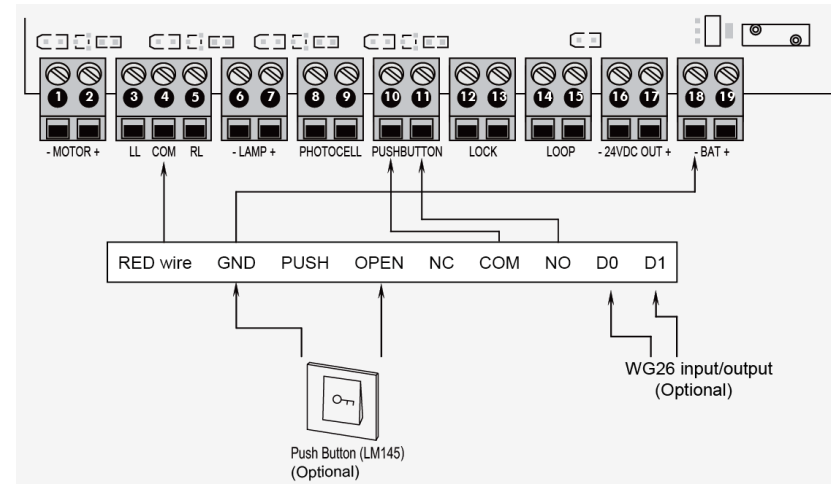 1 2 3 4 5 6 7 8 9 10 11 12 13 14 15 16 17 18 19
- MOTOR + LL COM RL - LAMP + PHOTOCELL PUSHBUTTON LOCK LOOP - 24VDC OUT + - BAT +
RED wire GND PUSH OPEN NC COM NO D0 D1
WG26 input/output
(Optional)
Push Button (LM145)
(Optional)